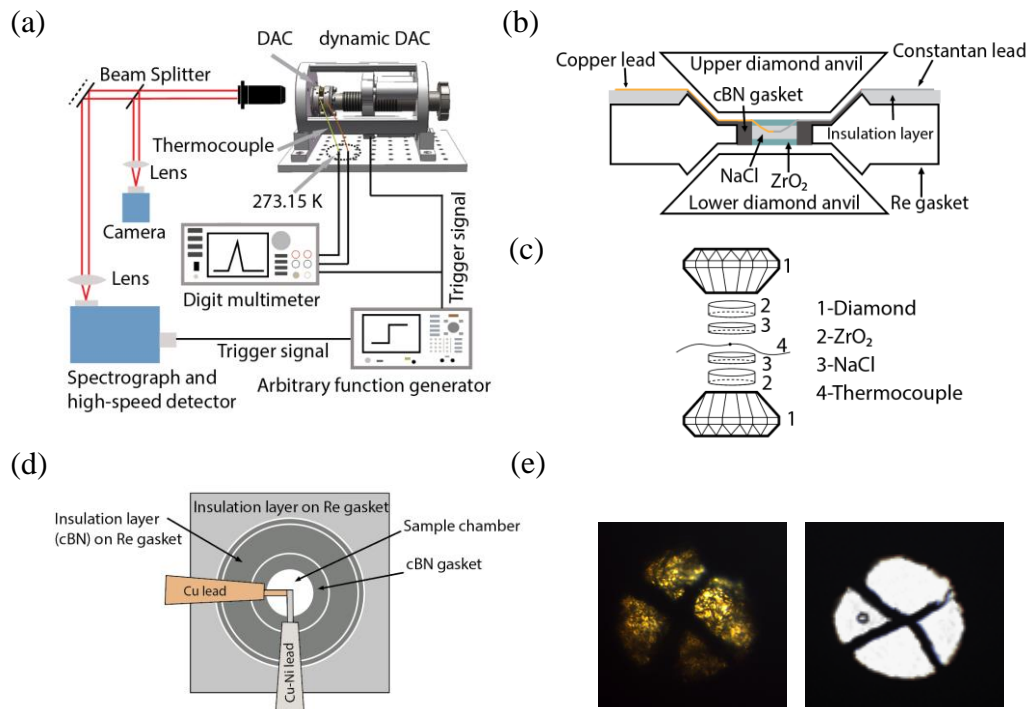 (a)
DAC
dynamic DAC
Beam Splitter
Thermocouple
Lens
273.15 K
Camera
Trigger signal
Lens
Digit multimeter
Trigger signal
Spectrograph and
high-speed detector
Arbitrary function generator
(b)
Constantan lead
Copper lead
Upper diamond anvil
cBN gasket
Insulation layer
NaCl
ZrO₂
Lower diamond anvil
Re gasket
(c)
1
2
3
4
3
2
1
1-Diamond
2-ZrO₂
3-NaCl
4-Thermocouple
(d)
Insulation layer on Re gasket
Insulation layer
(cBN) on Re gasket
Sample chamber
cBN gasket
Cu lead
Cu-Ni lead
(e)